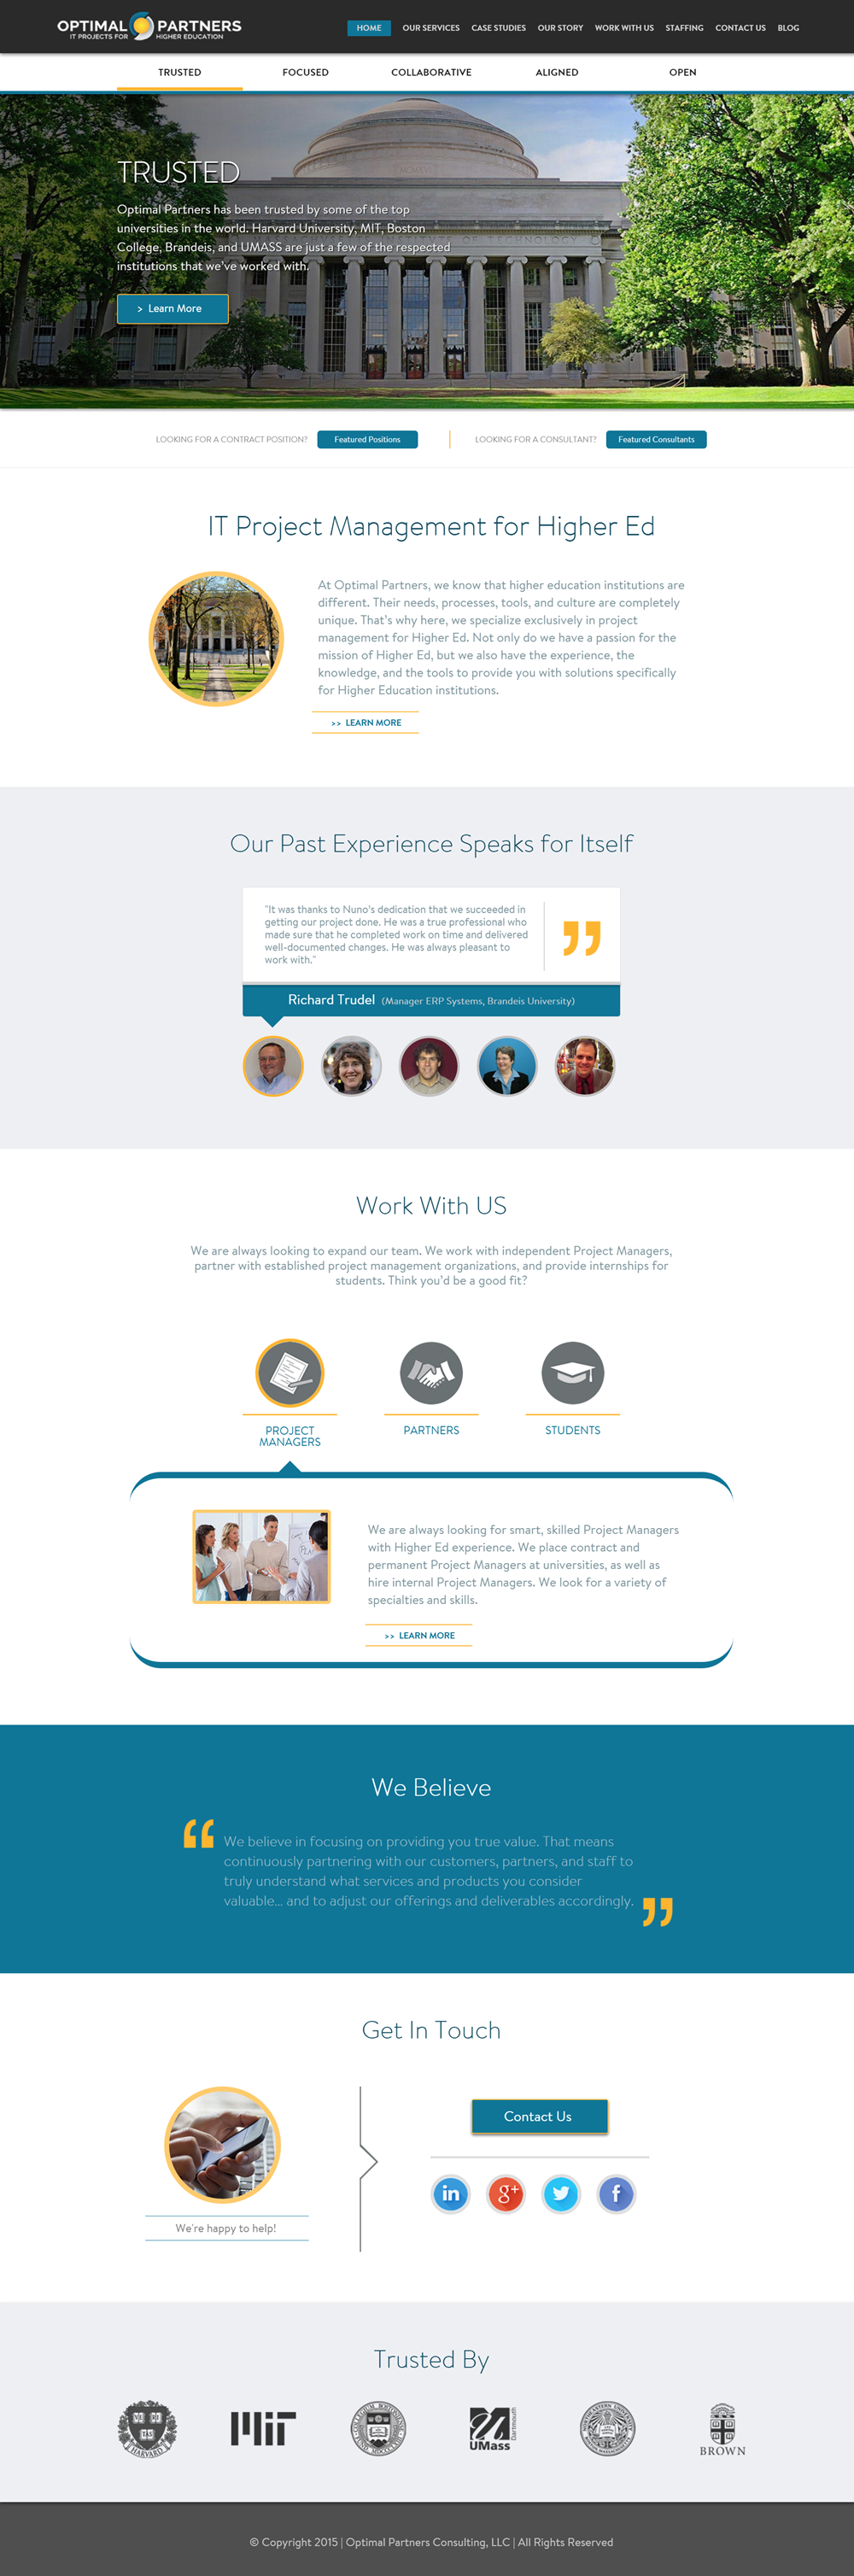 OPTIMAL PARTNERS
IT PROJECTS FOR HIGHER EDUCATION
HOME OUR SERVICES CASE STUDIES OUR STORY WORK WITH US STAFFING CONTACT US BLOG
TRUSTED FOCUSED COLLABORATIVE ALIGNED OPEN
TRUSTED
Optimal Partners has been trusted by some of the top
universities in the world. Harvard University, MIT, Boston
College, Brandeis, and UMASS are just a few of the respected
institutions that we've worked with.
> Learn More
LOOKING FOR A CONTRACT POSITION? Featured Positions LOOKING FOR A CONSULTANT? Featured Consultants
IT Project Management for Higher Ed
At Optimal Partners, we know that higher education institutions are
different. Their needs, processes, tools, and culture are completely
unique. That's why here, we specialize exclusively in project
management for Higher Ed. Not only do we have a passion for the
mission of Higher Ed, but we also have the experience, the
knowledge, and the tools to provide you with solutions specifically
for Higher Education institutions.
>> LEARN MORE
Our Past Experience Speaks for Itself
"It was thanks to Nuno's dedication that we succeeded in
getting our project done. He was a true professional who
made sure that he completed work on time and delivered
well-documented changes. He was always pleasant to
work with."
Richard Trudel (Manager ERP Systems, Brandeis University)
Work With US
We are always looking to expand our team. We work with independent Project Managers,
partner with established project management organizations, and provide internships for
students. Think you'd be a good fit?
PROJECT MANAGERS
PARTNERS
STUDENTS
We are always looking for smart, skilled Project Managers
with Higher Ed experience. We place contract and
permanent Project Managers at universities, as well as
hire internal Project Managers. We look for a variety of
specialties and skills.
>> LEARN MORE
We Believe
We believe in focusing on providing you true value. That means
continuously partnering with our customers, partners, and staff to
truly understand what services and products you consider
valuable... and to adjust our offerings and deliverables accordingly.
Get In Touch
We're happy to help!
Contact Us
in g+ f
Trusted By
HARVARD
MIT
UMass Dartmouth
BROWN
© Copyright 2015 | Optimal Partners Consulting, LLC | All Rights Reserved